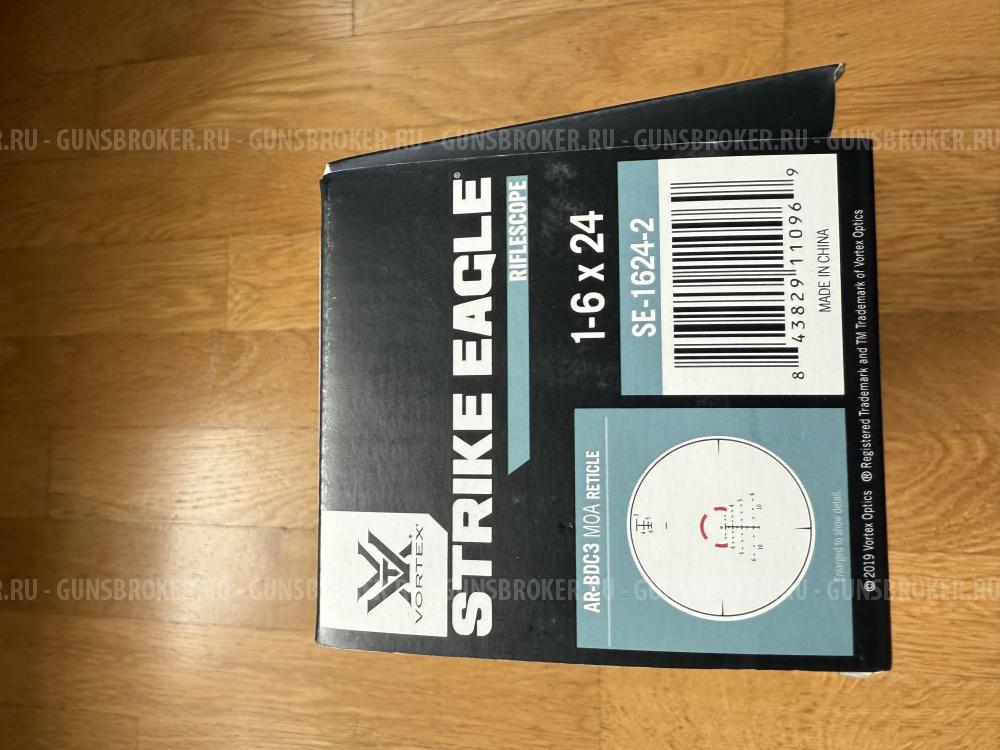 GUNSBROKER.RU - GUNSBROKER.RU - GUNSBROKER.RU - GUNSBROKER.RU - GUNSBROKER.RU
VORTEX®
STRIKE EAGLE®
RIFLESCOPE
1-6 x 24
AR-BDC3 MOA RETICLE
Enlarged to show detail.
SE-1624-2
8 43829 11096 9
MADE IN CHINA
© 2019 Vortex Optics ® Registered Trademark and TM Trademark of Vortex Optics
GUNSBROKER.RU - GUNSBROKER.RU - GUNSBROKER.RU - GUNSBROKER.RU - GUNSBROKER.RU